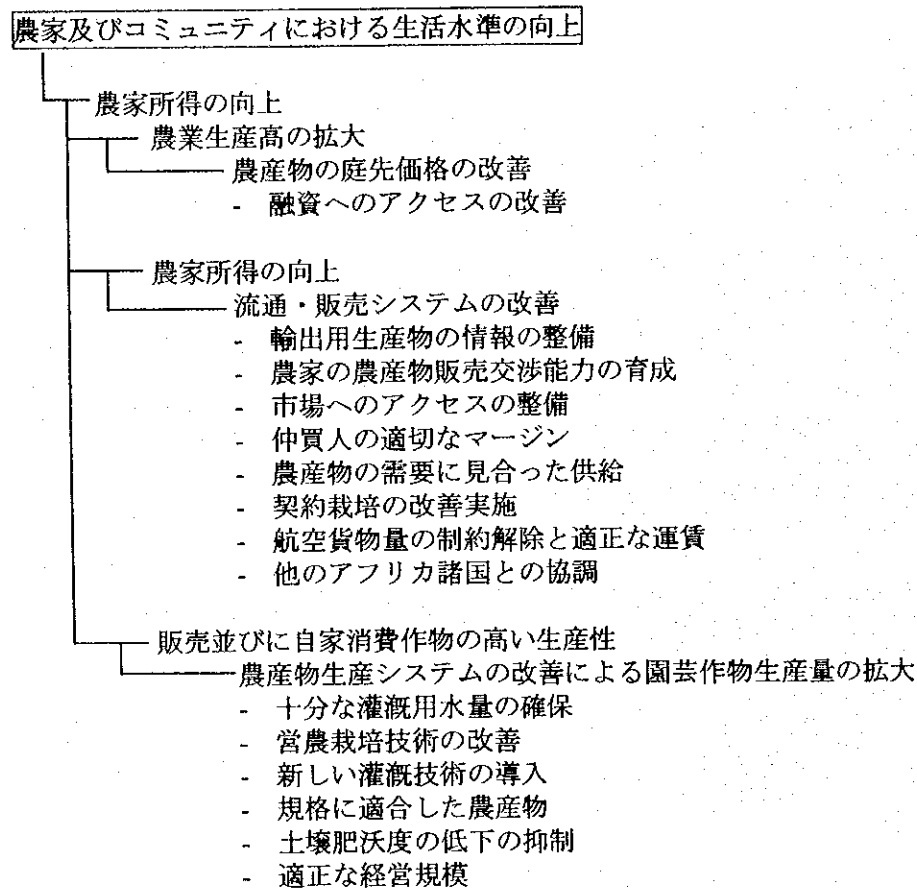 農家及びコミュニティにおける生活水準の向上
農家所得の向上
農業生産高の拡大
農産物の庭先価格の改善
- 融資へのアクセスの改善
農家所得の向上
流通・販売システムの改善
- 輸出用生産物の情報の整備
- 農家の農産物販売交渉能力の育成
- 市場へのアクセスの整備
- 仲買人の適切なマージン
- 農産物の需要に見合った供給
- 契約栽培の改善実施
- 航空貨物量の制約解除と適正な運賃
- 他のアフリカ諸国との協調
販売並びに自家消費作物の高い生産性
農産物生産システムの改善による園芸作物生産量の拡大
- 十分な灌漑用水量の確保
- 営農栽培技術の改善
- 新しい灌漑技術の導入
- 規格に適合した農産物
- 土壌肥沃度の低下の抑制
- 適正な経営規模